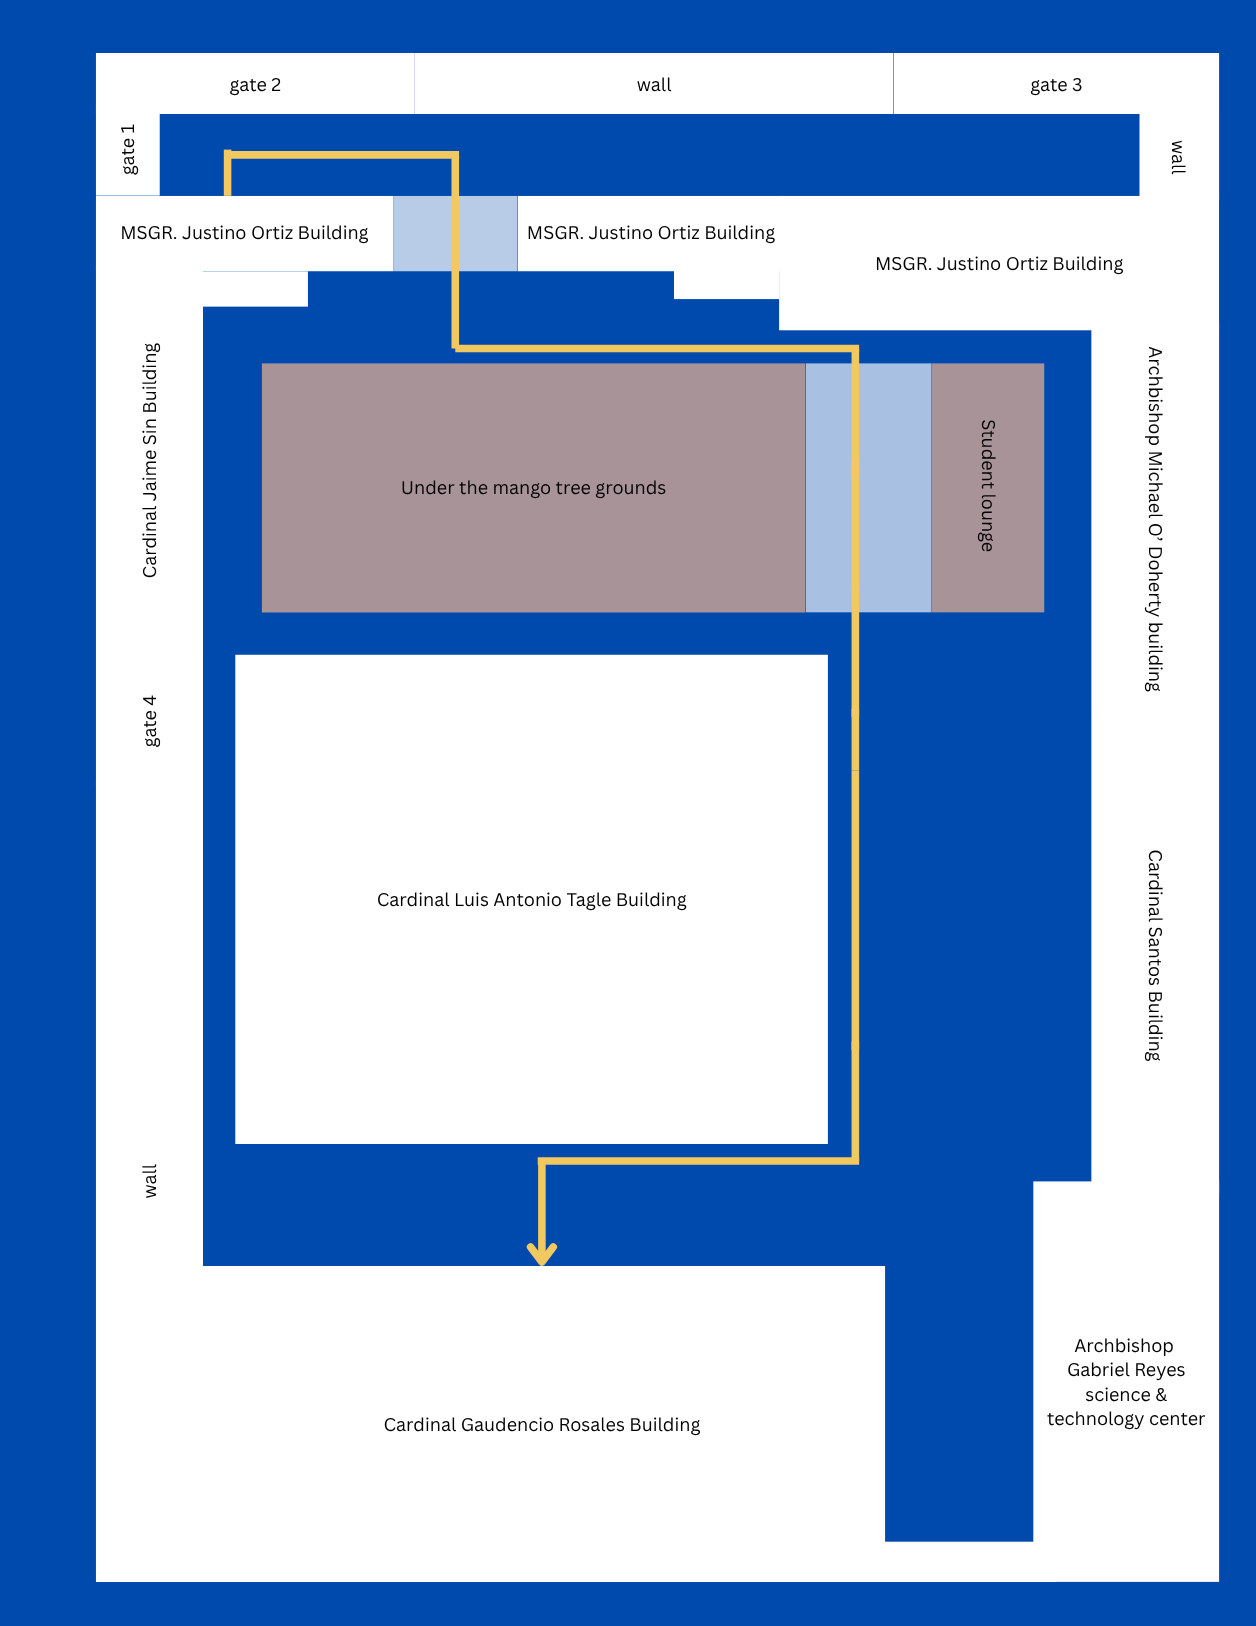 gate 2
wall
gate 3
gate 1
wall
MSGR. Justino Ortiz Building
MSGR. Justino Ortiz Building
MSGR. Justino Ortiz Building
Cardinal Jaime Sin Building
Under the mango tree grounds
Student lounge
Archbishop Michael O’ Doherty building
gate 4
Cardinal Luis Antonio Tagle Building
Cardinal Santos Building
wall
Archbishop
Gabriel Reyes
science &
technology center
Cardinal Gaudencio Rosales Building